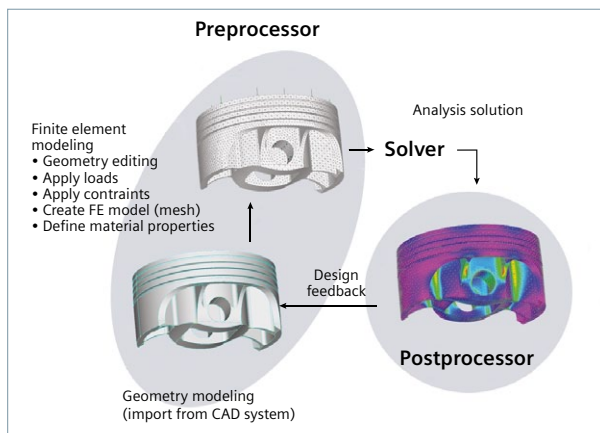 Preprocessor
Analysis solution
Finite element
modeling
• Geometry editing
• Apply loads
• Apply contraints
• Create FE model (mesh)
• Define material properties
Solver
Design
feedback
Postprocessor
Geometry modeling
(import from CAD system)